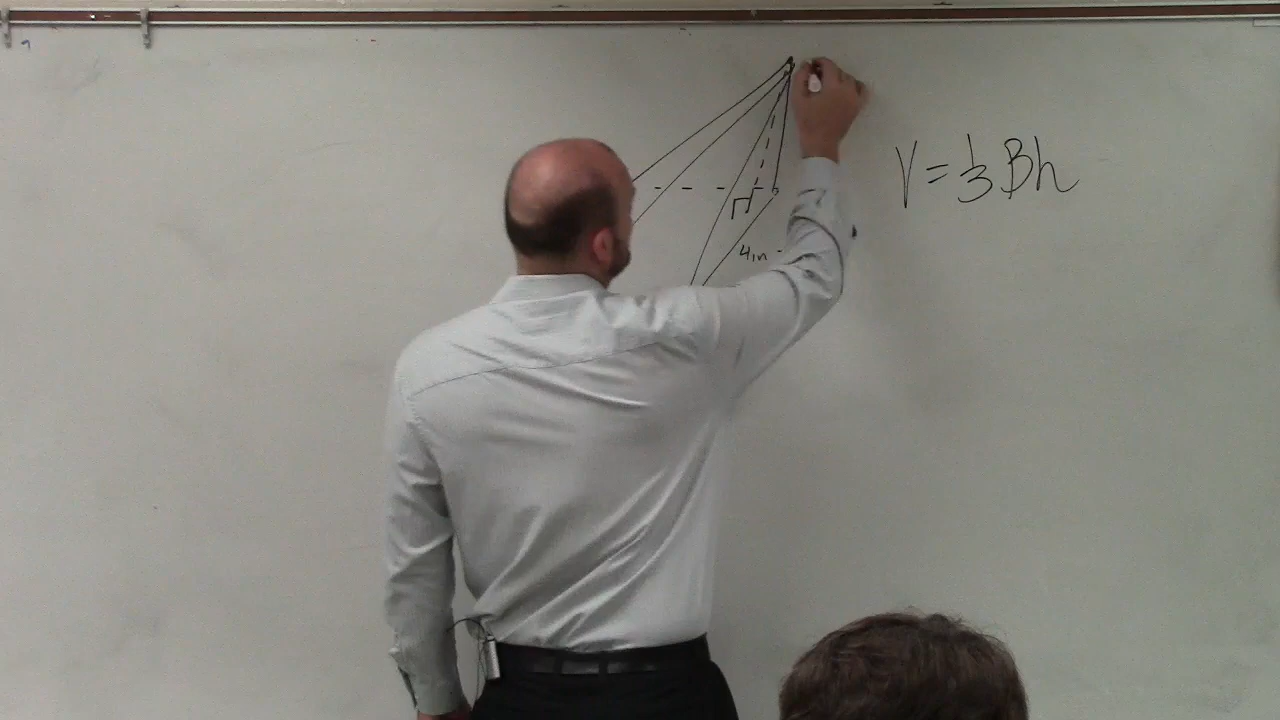 V = 1/3 Bh
4in